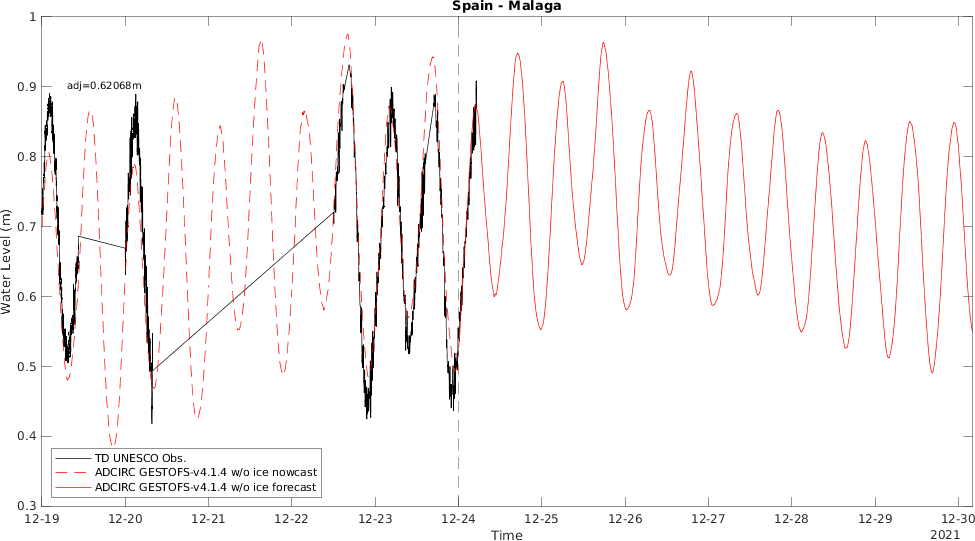 Spain - Malaga
1
0.9
0.8
0.7
0.6
0.5
0.4
0.3
Water Level (m)
adj=0.62068m
TD UNESCO Obs.
ADCIRC GESTOFS-v4.1.4 w/o ice nowcast
ADCIRC GESTOFS-v4.1.4 w/o ice forecast
12-19 12-20 12-21 12-22 12-23 12-24 12-25 12-26 12-27 12-28 12-29 12-30
Time
2021